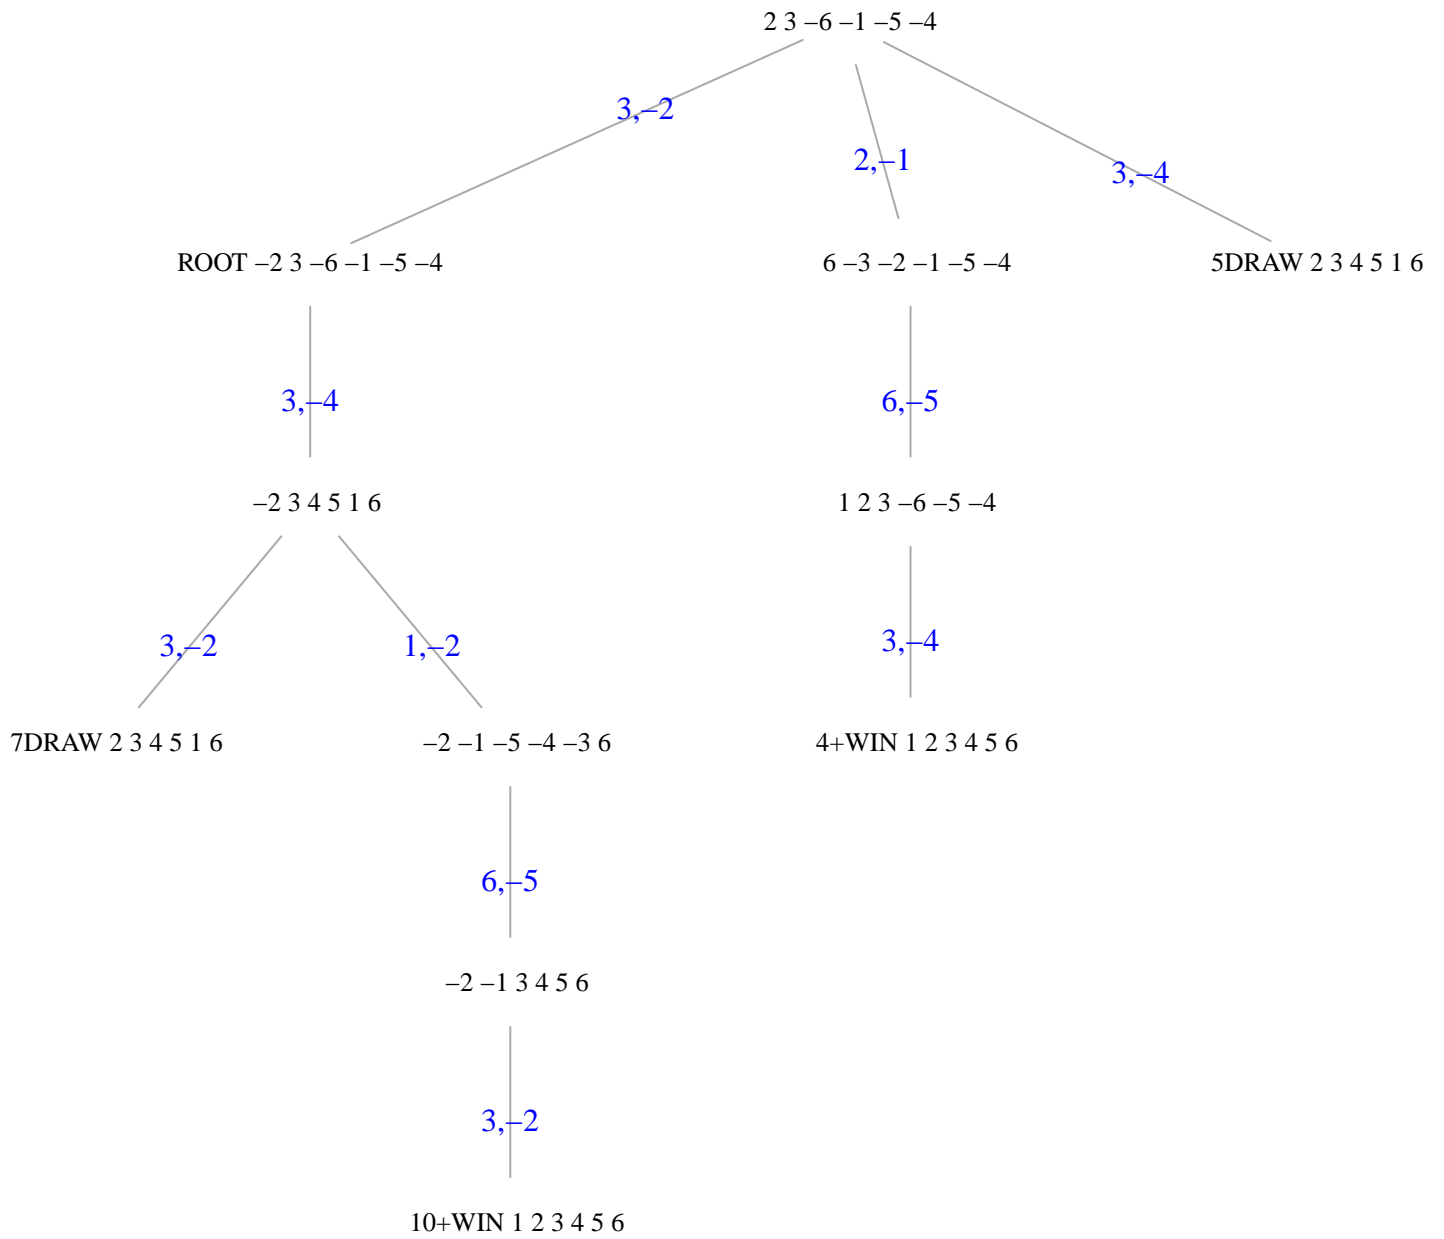 2 3 –6 –1 –5 –4
3,–2
2,–1
3,–4
ROOT –2 3 –6 –1 –5 –4
6 –3 –2 –1 –5 –4
5DRAW 2 3 4 5 1 6
3,–4
6,–5
–2 3 4 5 1 6
1 2 3 –6 –5 –4
3,–2
1,–2
3,–4
7DRAW 2 3 4 5 1 6
–2 –1 –5 –4 –3 6
4+WIN 1 2 3 4 5 6
6,–5
–2 –1 3 4 5 6
3,–2
10+WIN 1 2 3 4 5 6